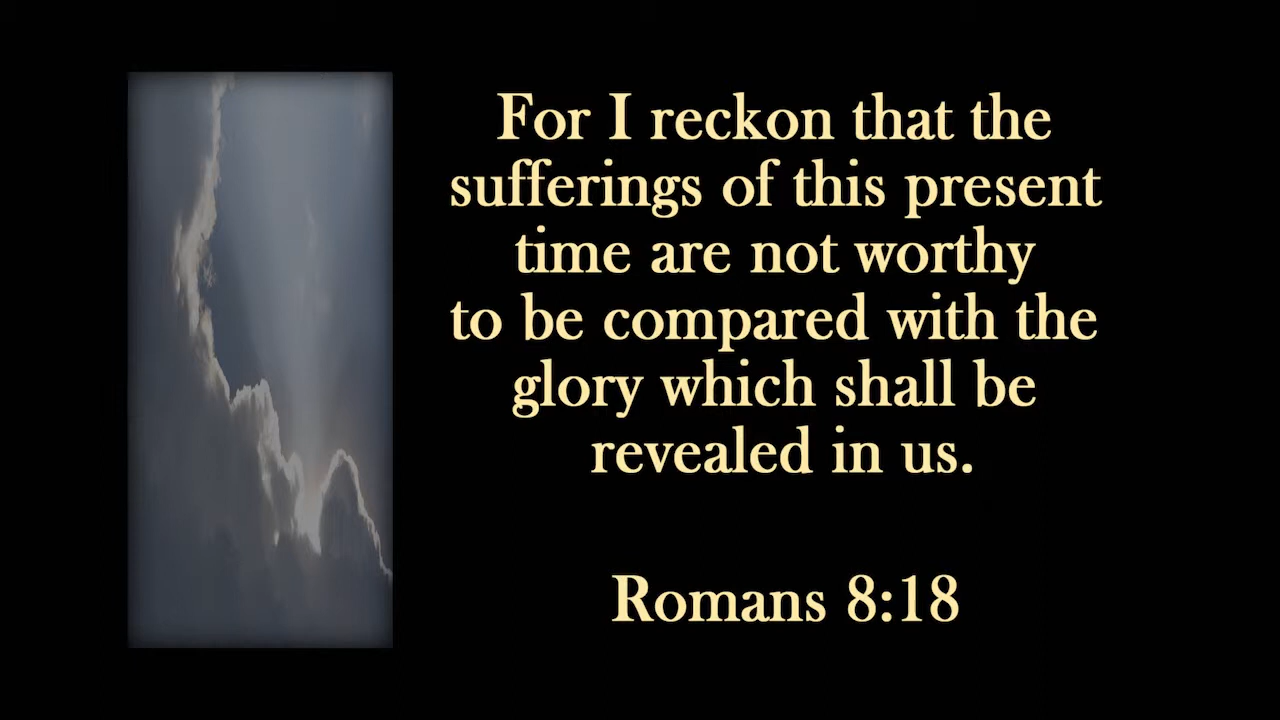 For I reckon that the
sufferings of this present
time are not worthy
to be compared with the
glory which shall be
revealed in us.
Romans 8:18